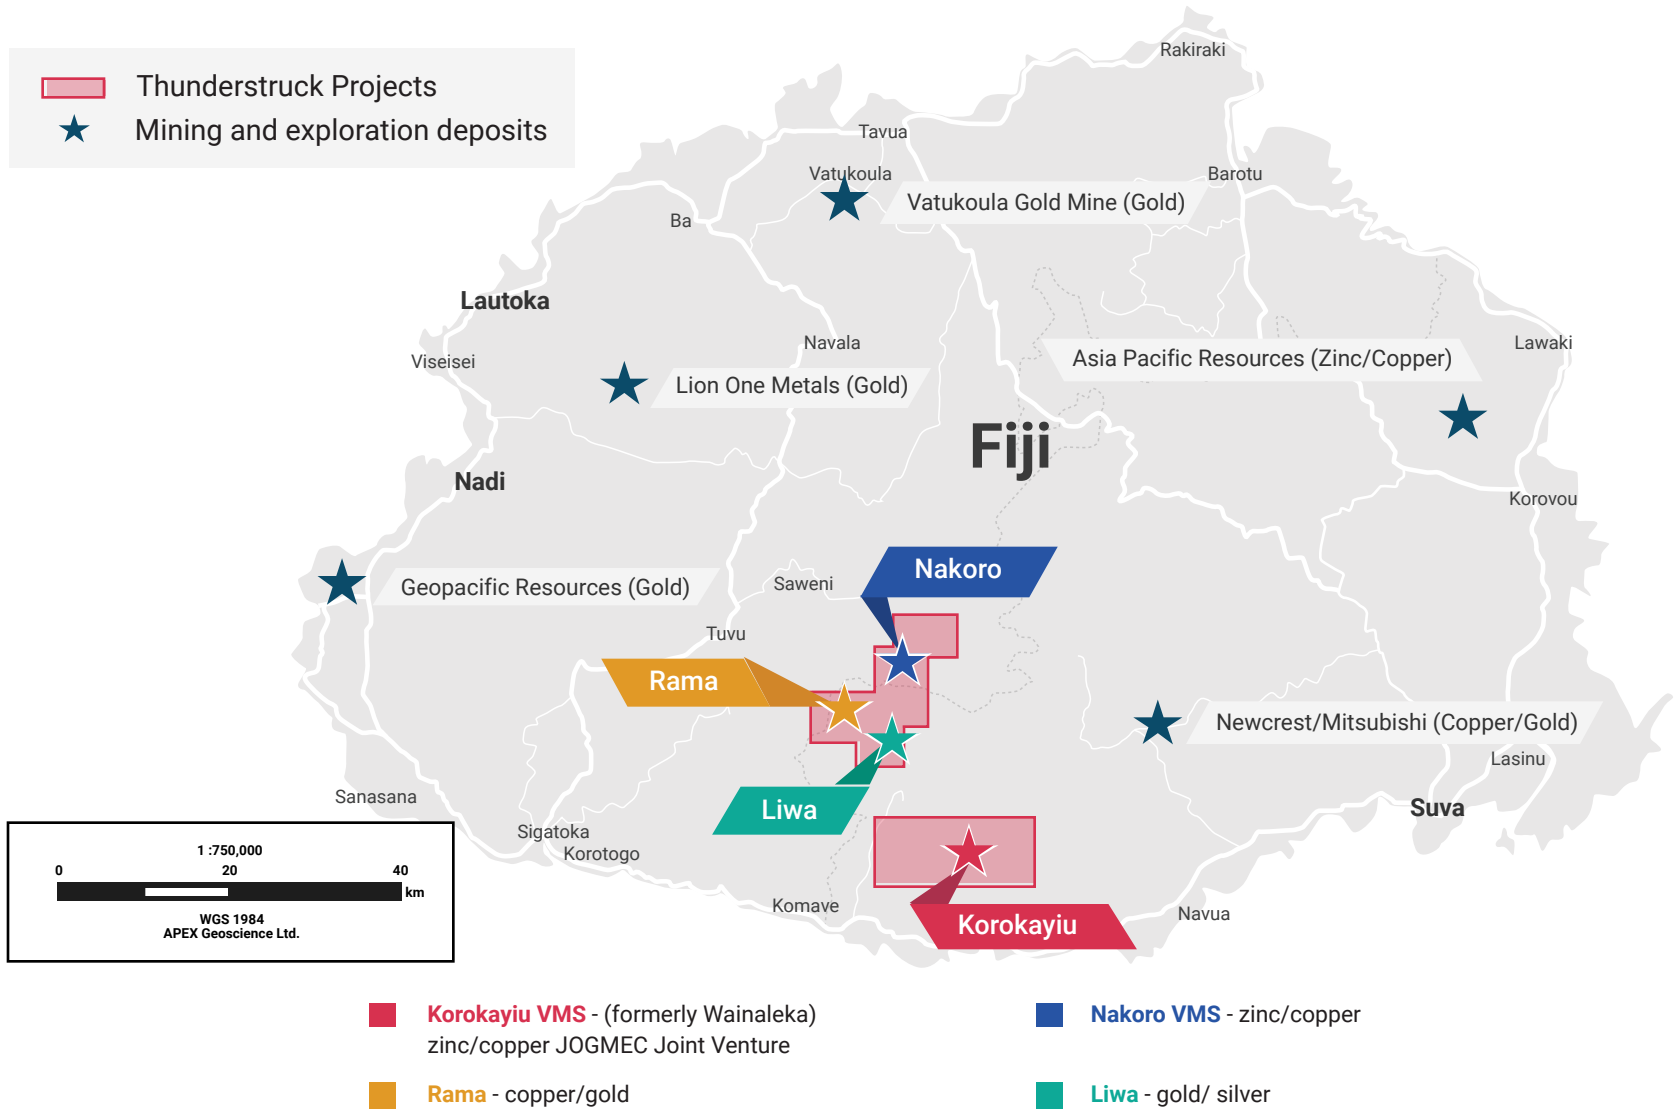 Thunderstruck Projects
Mining and exploration deposits
Rakiraki
Tavua
Vatukoula
Barotu
Vatukoula Gold Mine (Gold)
Ba
Lautoka
Navala
Lawaki
Viseisei
Asia Pacific Resources (Zinc/Copper)
Lion One Metals (Gold)
Fiji
Nadi
Korovou
Nakoro
Saweni
Geopacific Resources (Gold)
Tuvu
Rama
Newcrest/Mitsubishi (Copper/Gold)
Lasinu
Sanasana
Liwa
Suva
Sigatoka
Korotogo
1 :750,000
0 20 40
km
WGS 1984
APEX Geoscience Ltd.
Komave
Navua
Korokayiu
Korokayiu VMS - (formerly Wainaleka)
zinc/copper JOGMEC Joint Venture
Nakoro VMS - zinc/copper
Rama - copper/gold
Liwa - gold/ silver